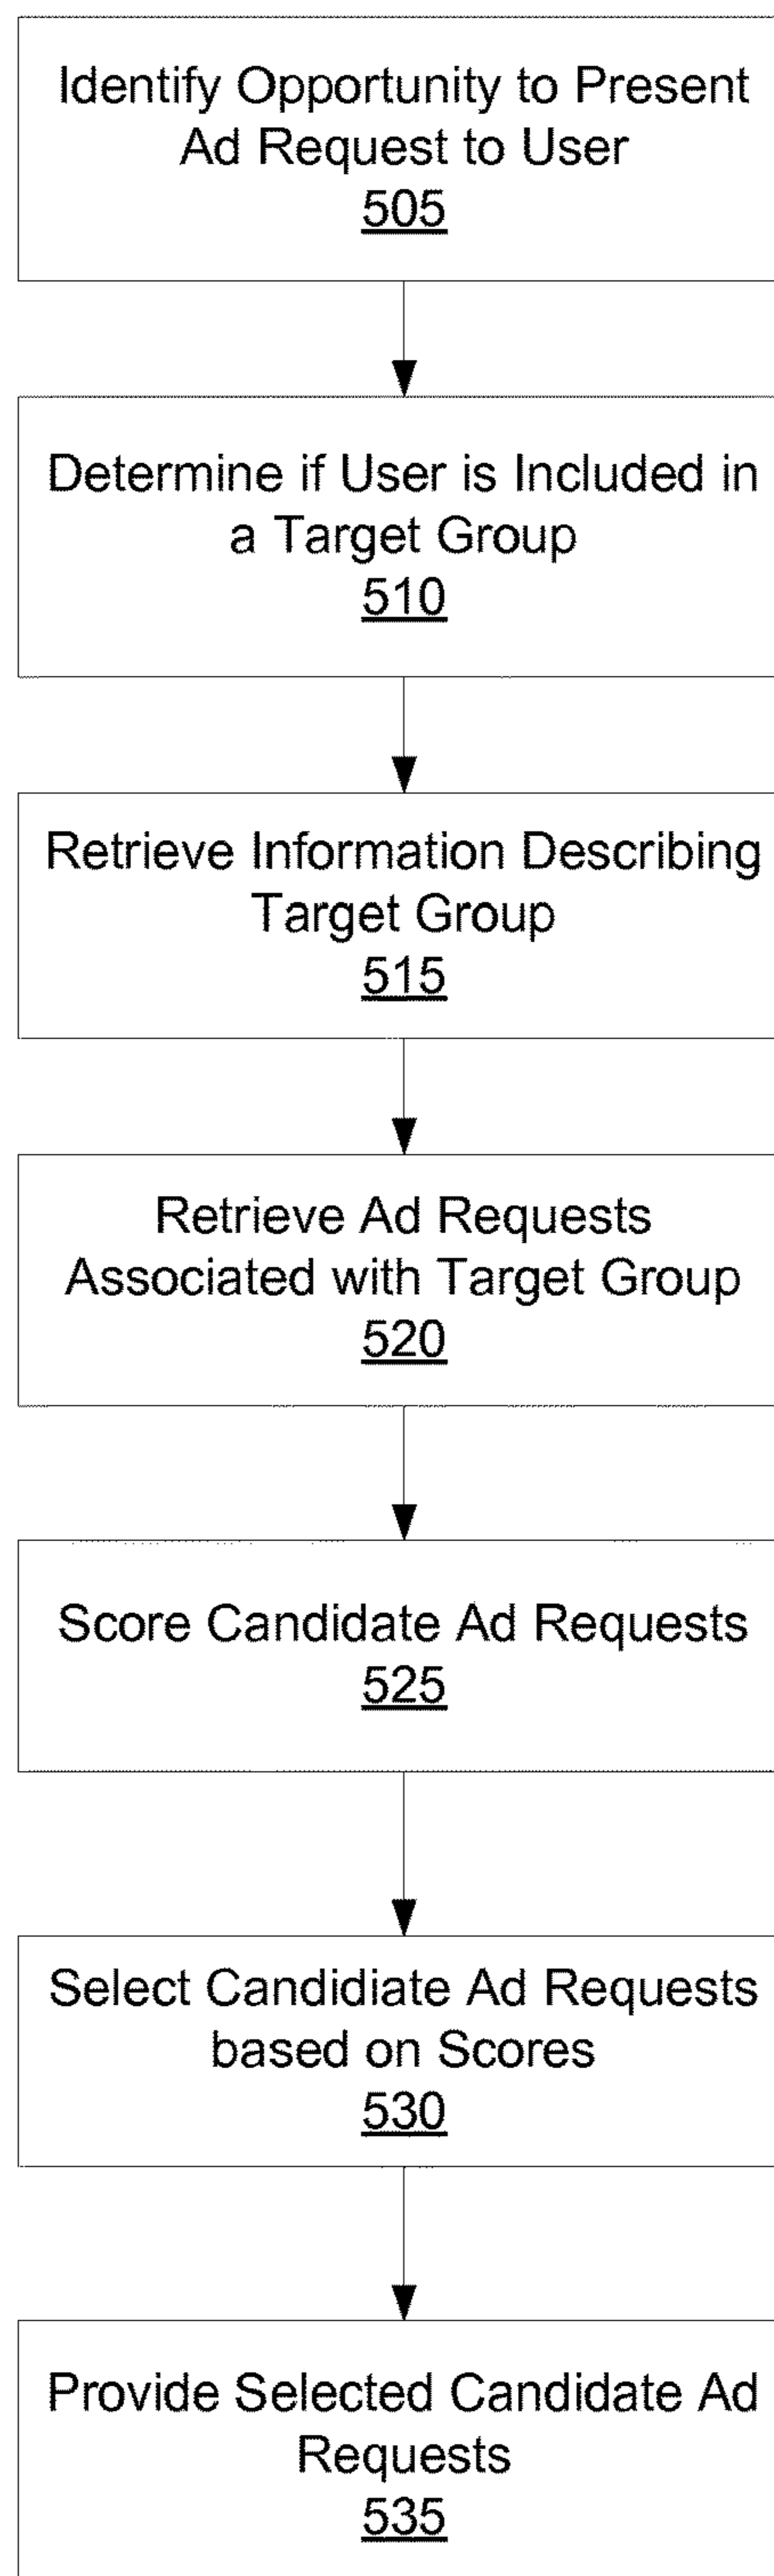 Identify Opportunity to Present
Ad Request to User
505
Determine if User is Included in
a Target Group
510
Retrieve Information Describing
Target Group
515
Retrieve Ad Requests
Associated with Target Group
520
Score Candidate Ad Requests
525
Select Candidiate Ad Requests
based on Scores
530
Provide Selected Candidate Ad
Requests
535